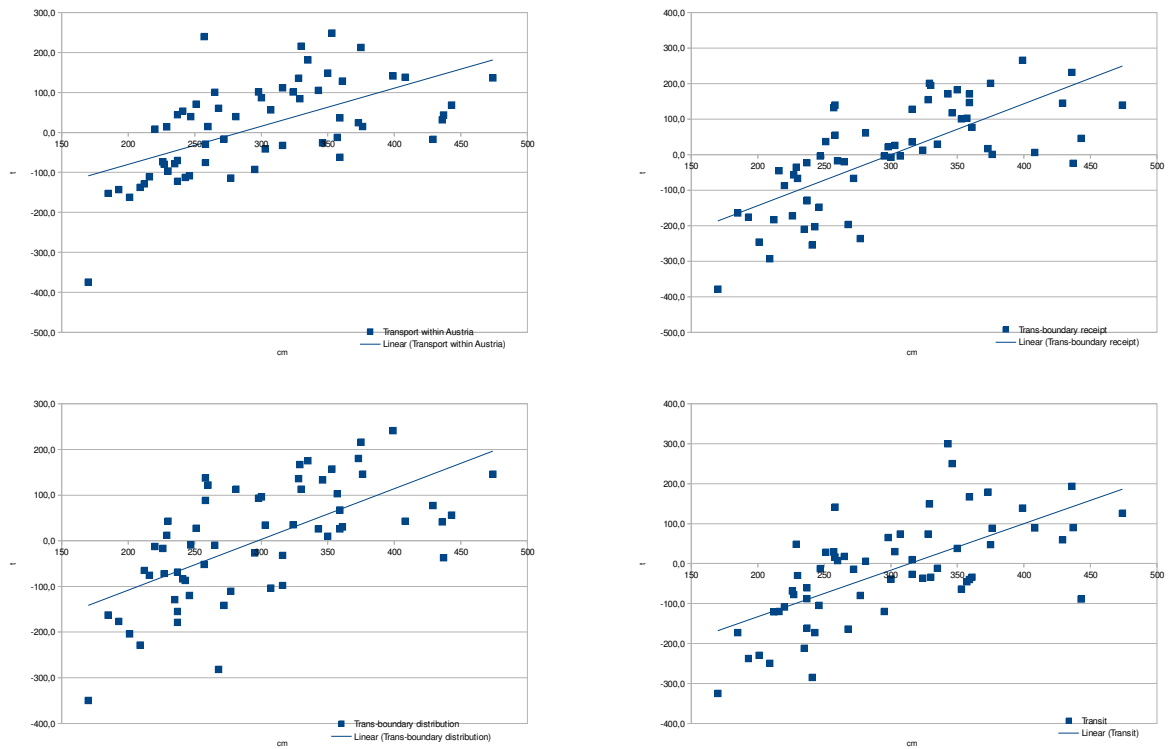 300,0
200,0
100,0
0,0
-100,0
-200,0
-300,0
-400,0
-500,0
150 200 250 300 350 400 450 500
t
cm
Transport within Austria
Linear (Transport within Austria)
400,0
300,0
200,0
100,0
0,0
-100,0
-200,0
-300,0
-400,0
-500,0
150 200 250 300 350 400 450 500
t
cm
Trans-boundary receipt
Linear (Trans-boundary receipt)
300,0
200,0
100,0
0,0
-100,0
-200,0
-300,0
-400,0
150 200 250 300 350 400 450 500
t
cm
Trans-boundary distribution
Linear (Trans-boundary distribution)
400,0
300,0
200,0
100,0
0,0
-100,0
-200,0
-300,0
-400,0
150 200 250 300 350 400 450 500
t
cm
Transit
Linear (Transit)